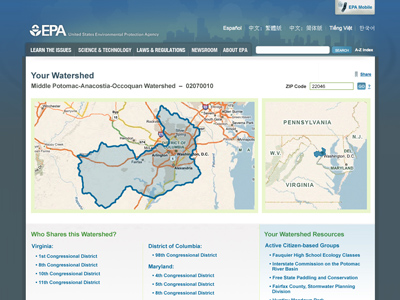 EPA Mobile
EPA United States Environmental Protection Agency
Español 中文: 繁體版 中文: 简体版 Tiếng Việt 한국어
LEARN THE ISSUES SCIENCE & TECHNOLOGY LAWS & REGULATIONS NEWSROOM ABOUT EPA SEARCH A-Z Index
Your Watershed
Share
Middle Potomac-Anacostia-Occoquan Watershed – 02070010
ZIP Code 22046 GO
DISTRICT OF COLUMBIA
Arlington
Washington, D.C.
Alexandria
PENNSYLVANIA
Washington, D.C.
DEL
MARYLAND
VIRGINIA
Who Shares this Watershed?
Virginia:
1st Congressional District
8th Congressional District
10th Congressional District
11th Congressional District
District of Columbia:
98th Congressional District
Maryland:
4th Congressional District
5th Congressional District
8th Congressional District
Your Watershed Resources
Active Citizen-based Groups
Fauquier High School Ecology Classes
Interstate Commission on the Potomac River Basin
Free State Paddling and Conservation
Fairfax County, Stormwater Planning Division